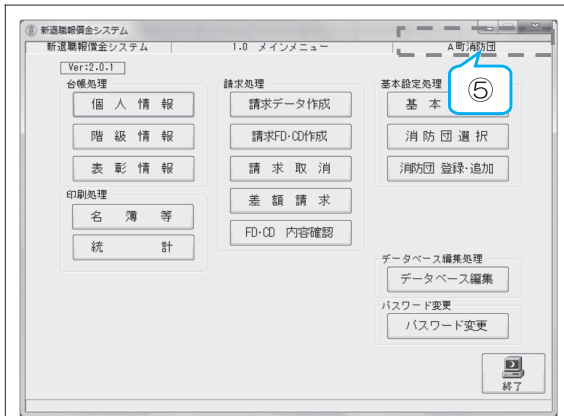 新退職報償金システム
新退職報償金システム
1.0 メインメニュー
A町消防団
Ver:2.0.1
台帳処理
個人情報
階級情報
表彰情報
印刷処理
名簿等
統計
請求処理
請求データ作成
請求FD・CD作成
請求取消
差額請求
FD・CD 内容確認
基本設定処理
基本
⑤
消防団選択
消防団 登録・追加
データベース編集処理
データベース編集
パスワード変更
パスワード変更
終了